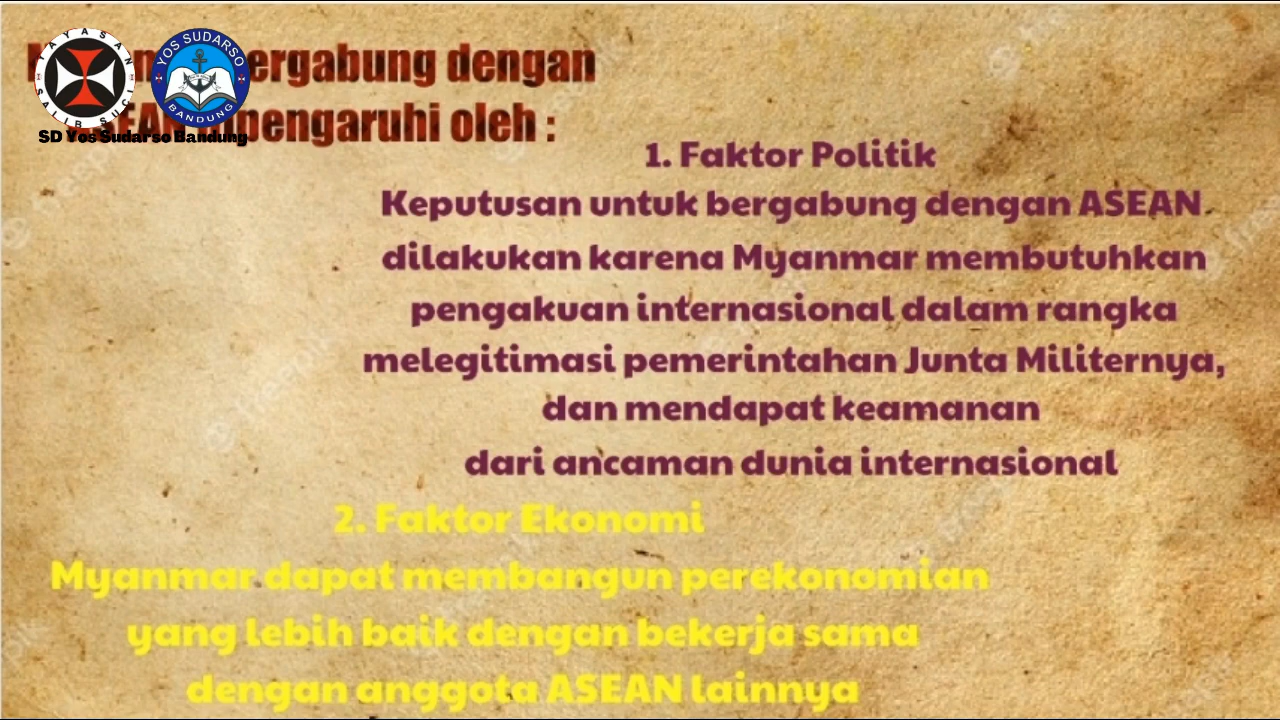 YAYASAN
SALIB SUCI
YOS SUDARSO
BANDUNG
SD Yos Sudarso Bandung
ergabung dengan
pengaruhi oleh :
1. Faktor Politik
Keputusan untuk bergabung dengan ASEAN
dilakukan karena Myanmar membutuhkan
pengakuan internasional dalam rangka
melegitimasi pemerintahan Junta Militernya,
dan mendapat keamanan
dari ancaman dunia internasional
2. Faktor Ekonomi
Myanmar dapat membangun perekonomian
yang lebih baik dengan bekerja sama
dengan anggota ASEAN lainnya